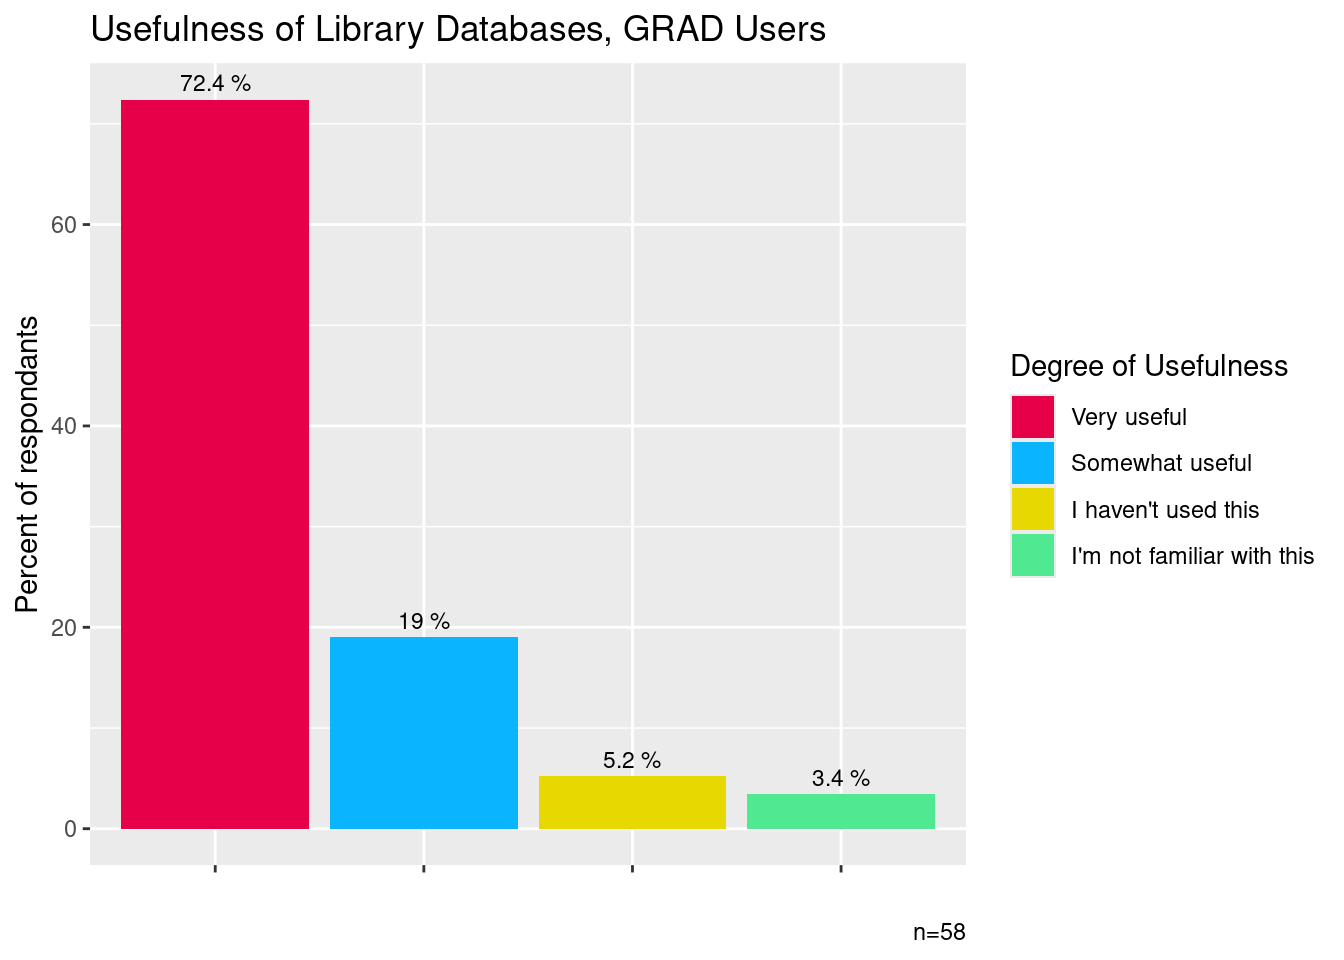 Usefulness of Library Databases, GRAD Users
Percent of respondants
72.4 %
19 %
5.2 %
3.4 %
60
40
20
0
Degree of Usefulness
Very useful
Somewhat useful
I haven't used this
I'm not familiar with this
n=58